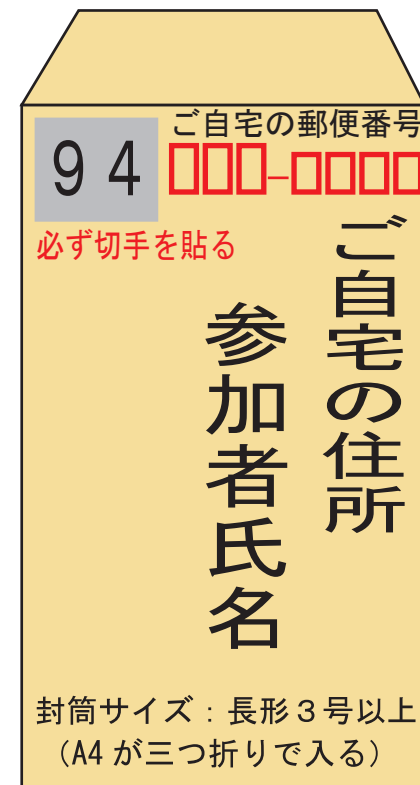 ご自宅の郵便番号
９４
必ず切手を貼る
ご自宅の住所
参加者氏名
封筒サイズ：長形３号以上
（A4 が三つ折りで入る）